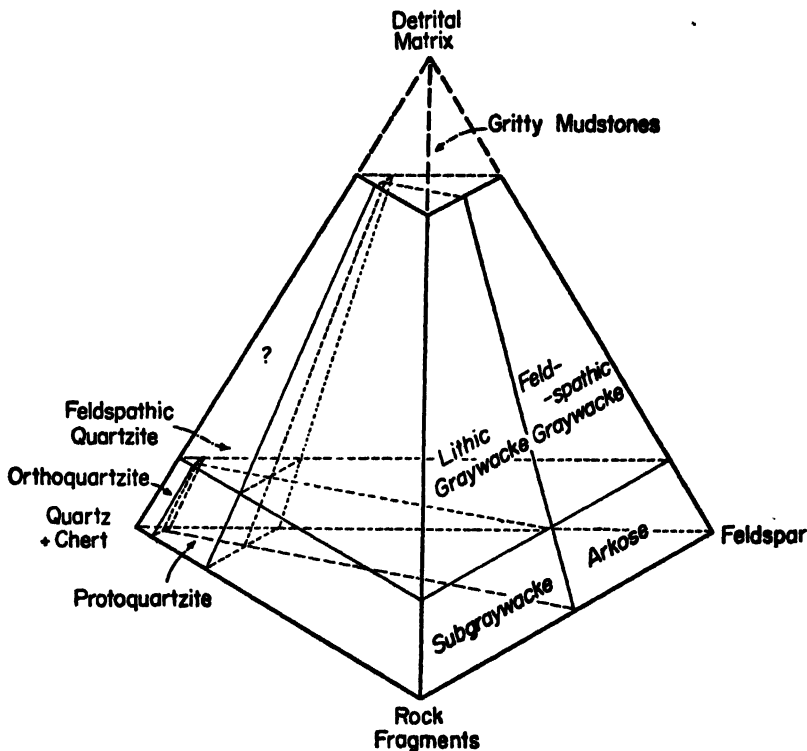 Detrital
Matrix
Gritty Mudstones
?
Feld-
-spathic
Graywacke
Lithic
Graywacke
Feldspathic
Quartzite
Orthoquartzite
Quartz
+ Chert
Protoquartzite
Feldspar
Arkose
Subgraywacke
Rock
Fragments